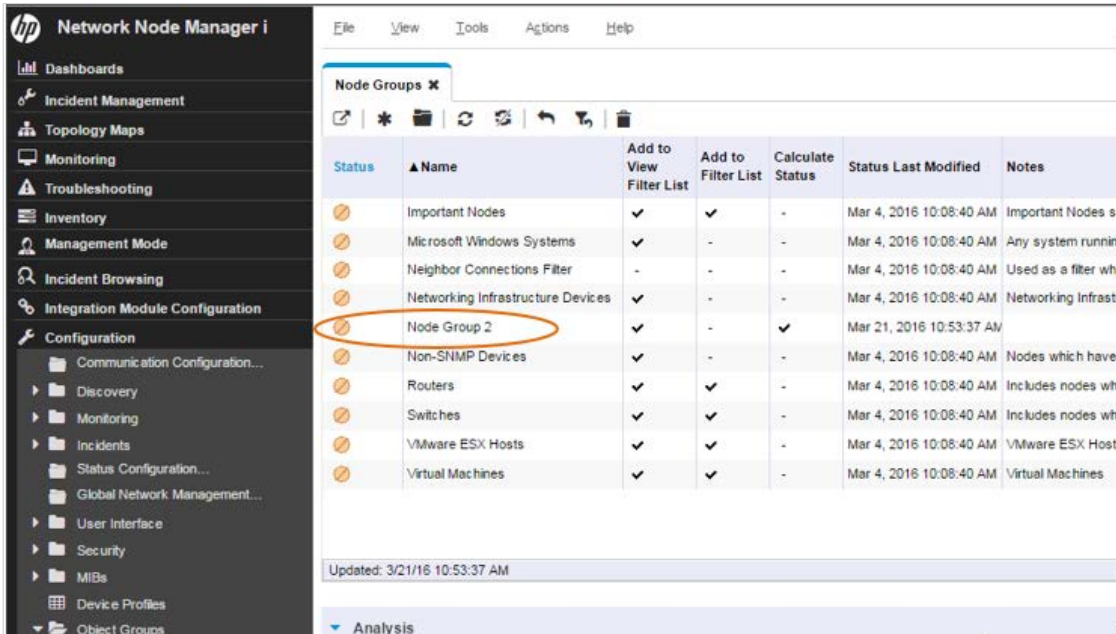 hp Network Node Manager i
Dashboards
Incident Management
Topology Maps
Monitoring
Troubleshooting
Inventory
Management Mode
Incident Browsing
Integration Module Configuration
Configuration
Communication Configuration...
Discovery
Monitoring
Incidents
Status Configuration...
Global Network Management...
User Interface
Security
MIBs
Device Profiles
Object Groups
File View Tools Actions Help
Node Groups
Status Name Add to View Filter List Add to Filter List Calculate Status Status Last Modified Notes
Important Nodes ✔ ✔ - Mar 4, 2016 10:08:40 AM Important Nodes s
Microsoft Windows Systems ✔ - - Mar 4, 2016 10:08:40 AM Any system runnin
Neighbor Connections Filter - - - Mar 4, 2016 10:08:40 AM Used as a filter wh
Networking Infrastructure Devices ✔ - - Mar 4, 2016 10:08:40 AM Networking Infrast
Node Group 2 ✔ - ✔ Mar 21, 2016 10:53:37 AM
Non-SNMP Devices ✔ - - Mar 4, 2016 10:08:40 AM Nodes which have
Routers ✔ ✔ - Mar 4, 2016 10:08:40 AM Includes nodes wh
Switches ✔ ✔ - Mar 4, 2016 10:08:40 AM Includes nodes wh
VMware ESX Hosts ✔ ✔ - Mar 4, 2016 10:08:40 AM VMware ESX Host
Virtual Machines ✔ ✔ - Mar 4, 2016 10:08:40 AM Virtual Machines
Updated: 3/21/16 10:53:37 AM
Analysis